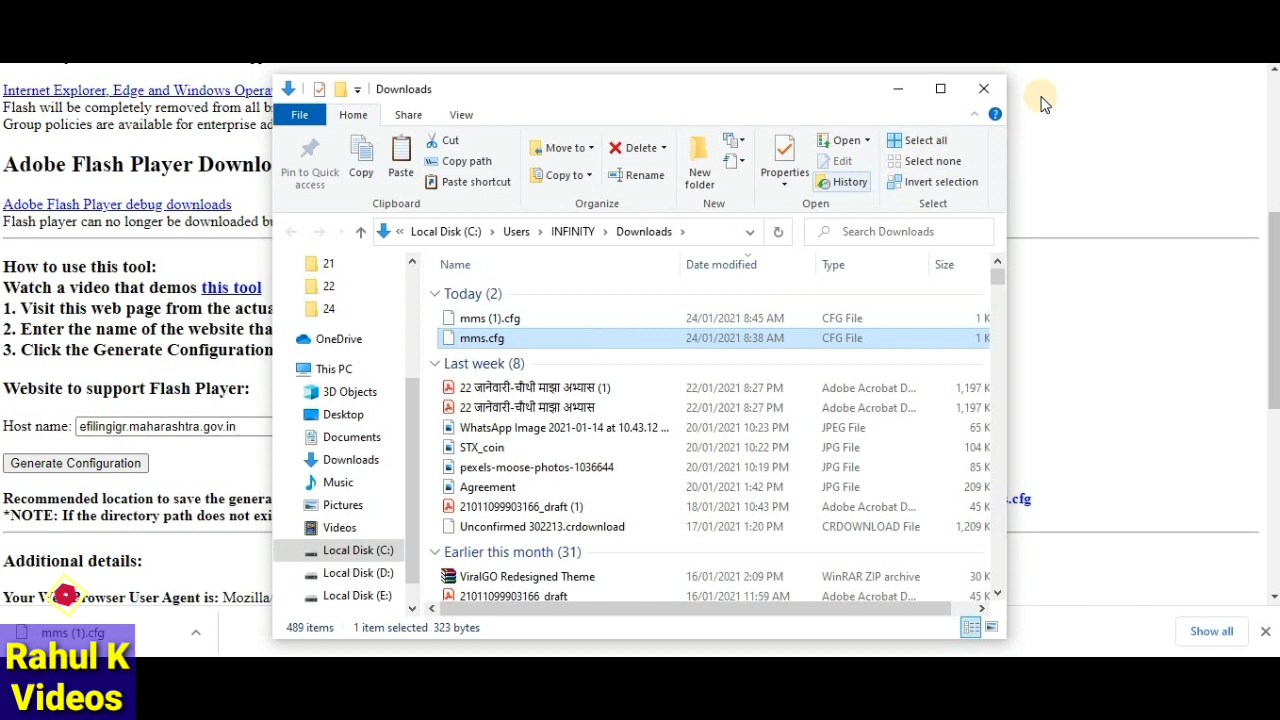 Internet Explorer, Edge and Windows Opera
Flash will be completely removed from all b
Group policies are available for enterprise ad
Adobe Flash Player Downlo
Adobe Flash Player debug downloads
Flash player can no longer be downloaded bu
How to use this tool:
Watch a video that demos this tool
1. Visit this web page from the actua
2. Enter the name of the website tha
3. Click the Generate Configuration
Website to support Flash Player:
Host name: efilingigr.maharashtra.gov.in
Generate Configuration
Recommended location to save the genera
s.cfg
*NOTE: If the directory path does not exi
Additional details:
Your Browser User Agent is: Mozilla
mms (1).cfg
Show all
Rahul K
Videos
Downloads
File Home Share View
Pin to Quick access
Copy
Paste
Cut
Copy path
Paste shortcut
Clipboard
Move to
Copy to
Delete
Rename
Organize
New folder
New
Properties
Open
Edit
History
Open
Select all
Select none
Invert selection
Select
« Local Disk (C:) > Users > INFINITY > Downloads >
Search Downloads
21
22
24
OneDrive
This PC
3D Objects
Desktop
Documents
Downloads
Music
Pictures
Videos
Local Disk (C:)
Local Disk (D:)
Local Disk (E:)
Name Date modified Type Size
Today (2)
mms (1).cfg 24/01/2021 8:45 AM CFG File 1 K
mms.cfg 24/01/2021 8:38 AM CFG File 1 K
Last week (8)
22 जानेवारी-चौथी माझा अभ्यास (1) 22/01/2021 8:27 PM Adobe Acrobat D... 1,197 K
22 जानेवारी-चौथी माझा अभ्यास 22/01/2021 8:27 PM Adobe Acrobat D... 1,197 K
WhatsApp Image 2021-01-14 at 10.43.12 ... 20/01/2021 10:23 PM JPEG File 65 K
STX_coin 20/01/2021 10:22 PM JPG File 104 K
pexels-moose-photos-1036644 20/01/2021 10:19 PM JPG File 85 K
Agreement 20/01/2021 1:42 PM JPG File 209 K
21011099903166_draft (1) 18/01/2021 10:43 PM Adobe Acrobat D... 45 K
Unconfirmed 302213.crdownload 17/01/2021 1:20 PM CRDOWNLOAD File 1,209 K
Earlier this month (31)
ViralGO Redesigned Theme 16/01/2021 2:09 PM WinRAR ZIP archive 30 K
21011099903166_draft 16/01/2021 11:59 AM Adobe Acrobat D... 45 K
489 items 1 item selected 323 bytes